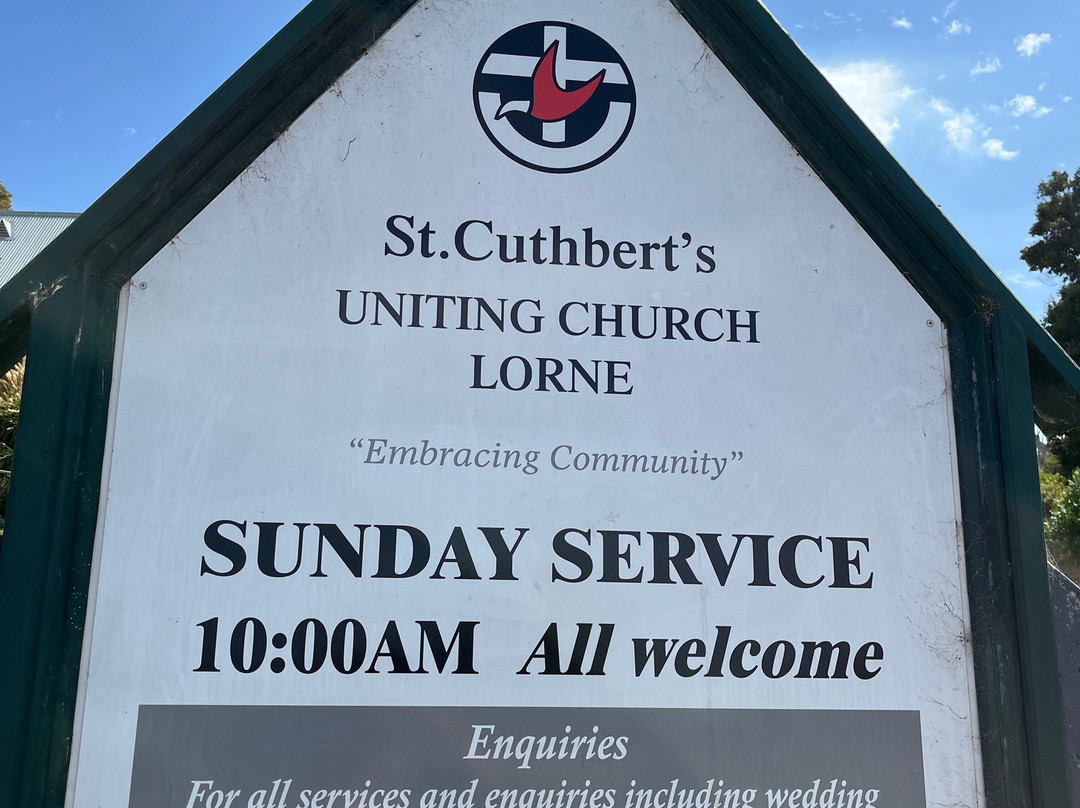 St.Cuthbert’s
UNITING CHURCH
LORNE
“Embracing Community”
SUNDAY SERVICE
10:00AM All welcome
Enquiries
For all services and enquiries including wedding